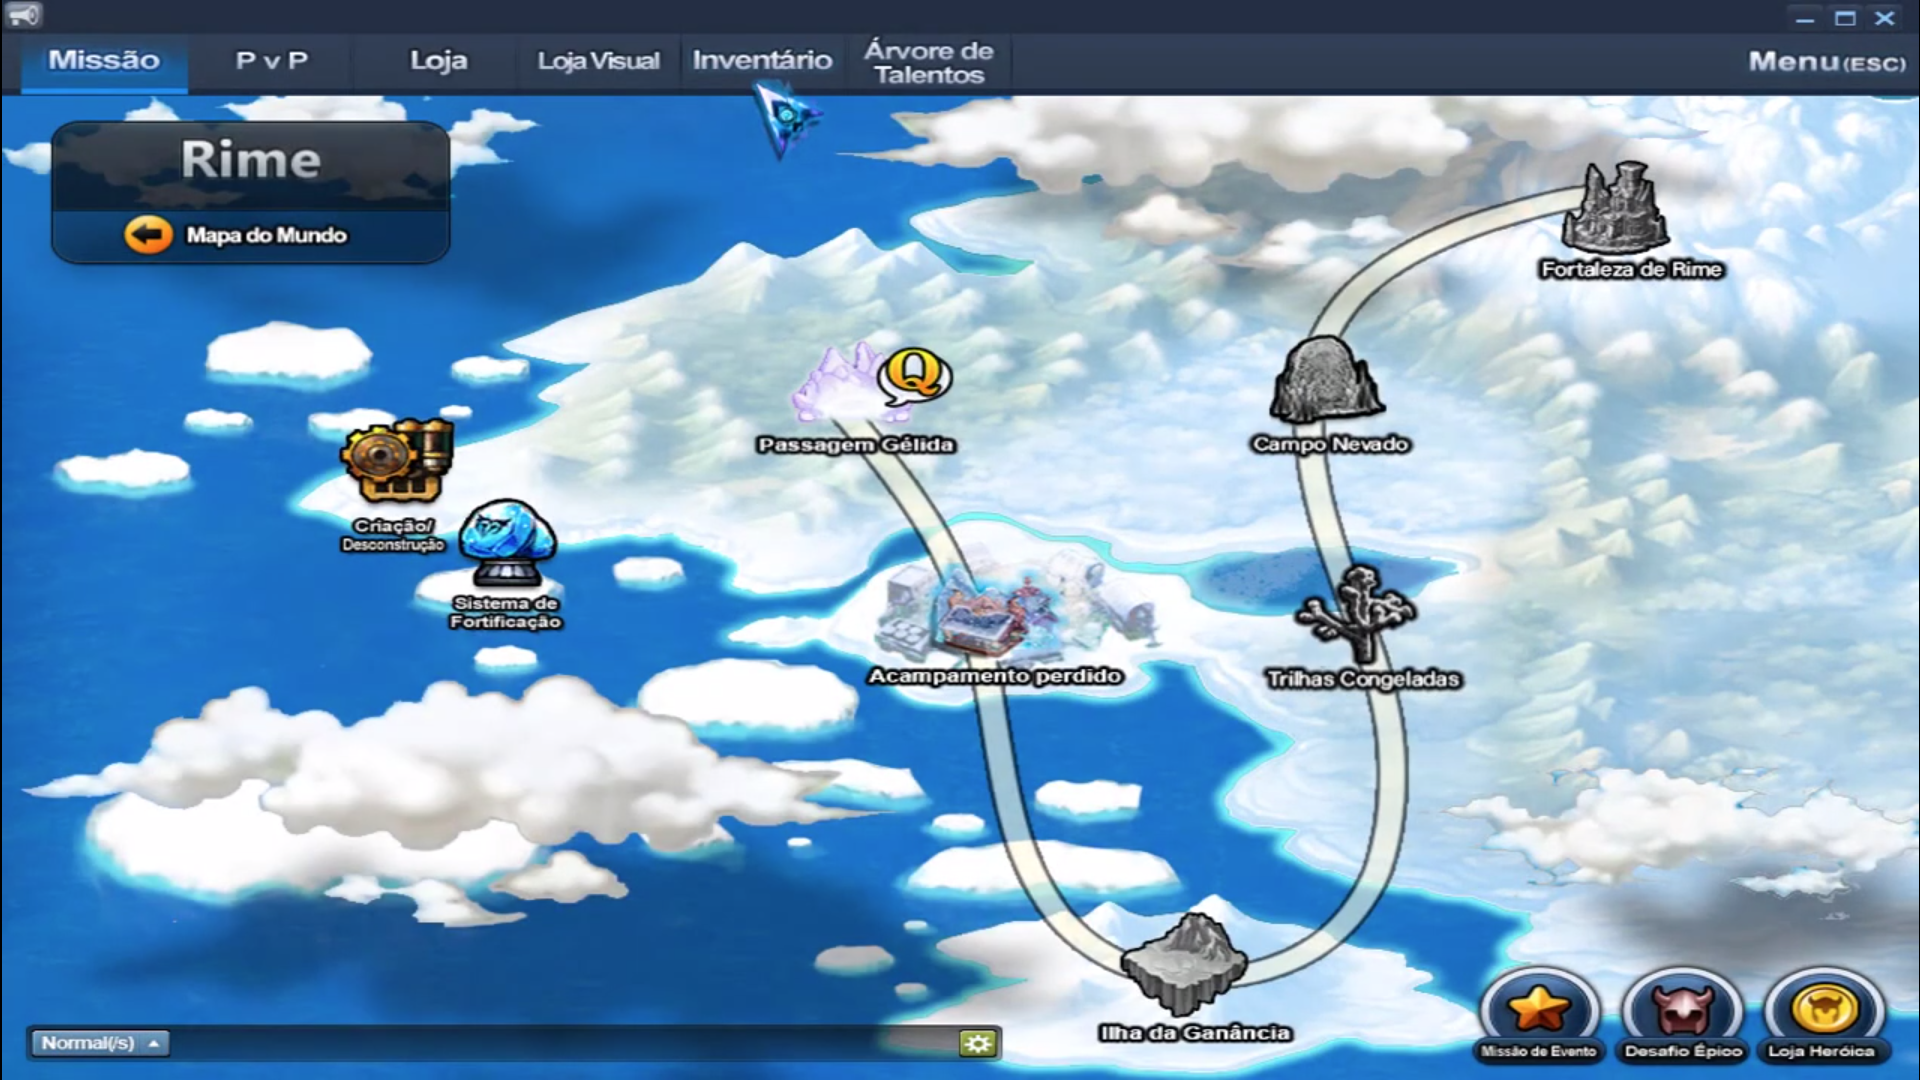 Missão
P v P
Loja
Loja Visual
Inventário
Árvore de
Talentos
Menu(ESC)
Rime
Mapa do Mundo
Fortaleza de Rime
Q
Passagem Gélida
Campo Nevado
Criação/
Desconstrução
Sistema de
Fortificação
Acampamento perdido
Trilhas Congeladas
Ilha da Ganância
Normal(/s)
Missão de Evento
Desafio Épico
Loja Heróica